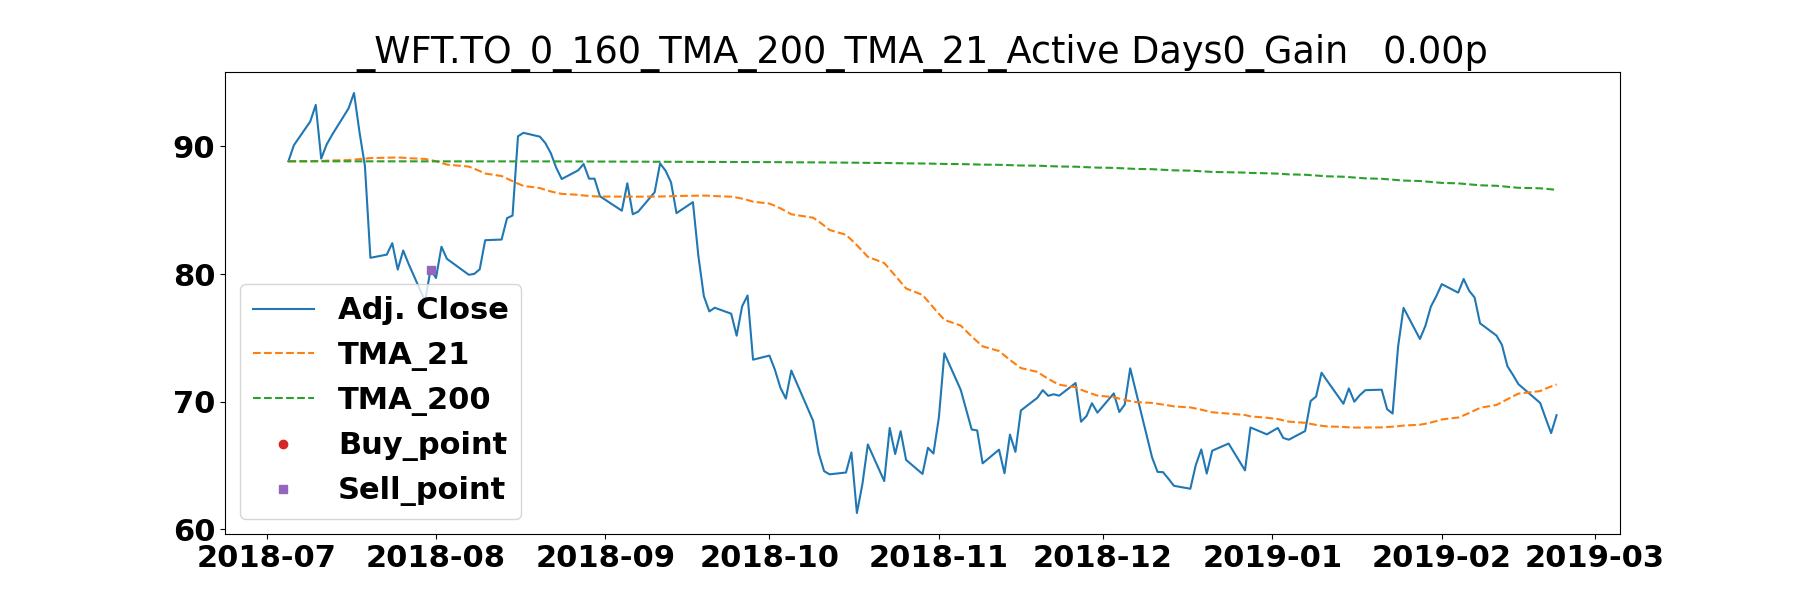 _WFT.TO_0_160_TMA_200_TMA_21_Active Days0_Gain   0.00p
90
80
70
60
Adj. Close
TMA_21
TMA_200
Buy_point
Sell_point
2018-07 2018-08 2018-09 2018-10 2018-11 2018-12 2019-01 2019-02 2019-03